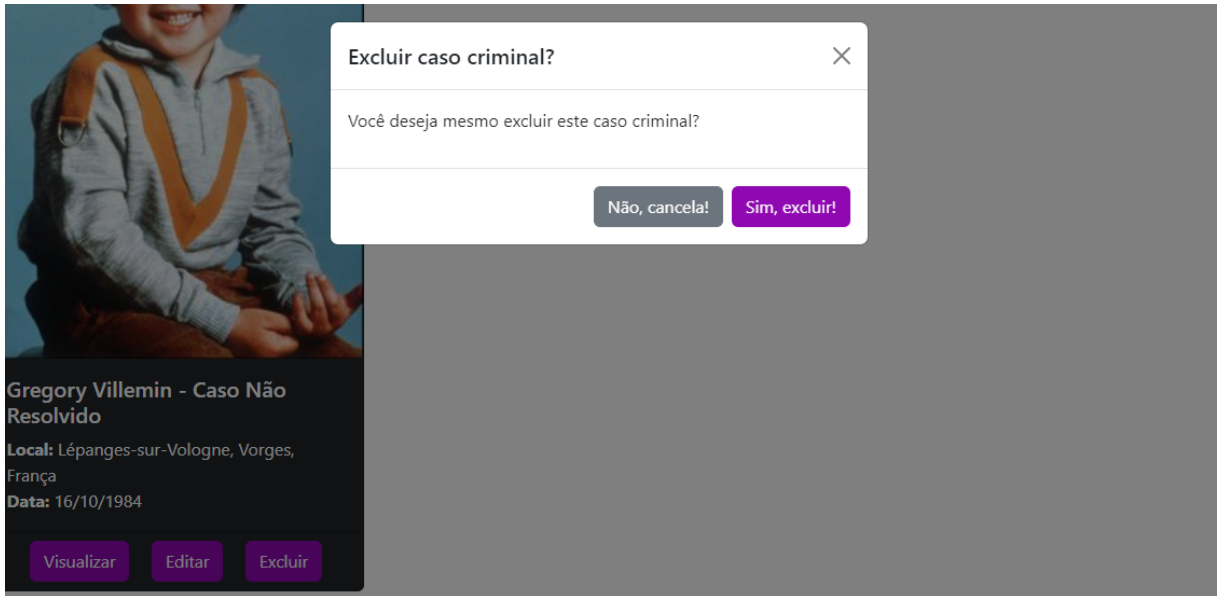 Excluir caso criminal?
Você deseja mesmo excluir este caso criminal?
Não, cancela!
Sim, excluir!
Gregory Villemin - Caso Não
Resolvido
Local: Lépanges-sur-Vologne, Vorges,
França
Data: 16/10/1984
Visualizar
Editar
Excluir